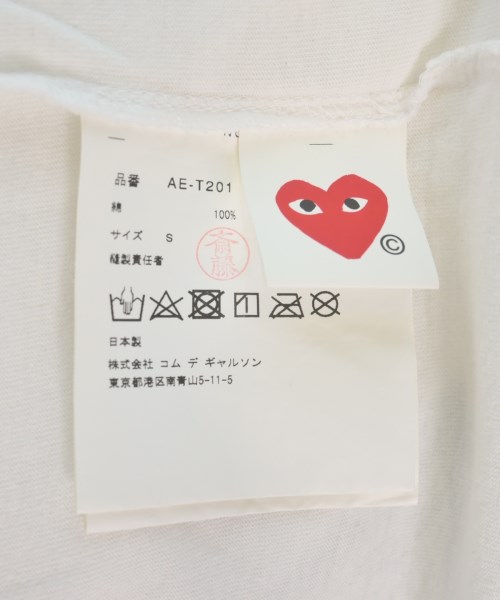 品番 AE-T201
綿 100%
サイズ S
縫製責任者
斎藤
日本製
株式会社 コム デ ギャルソン
東京都港区南青山5-11-5
©